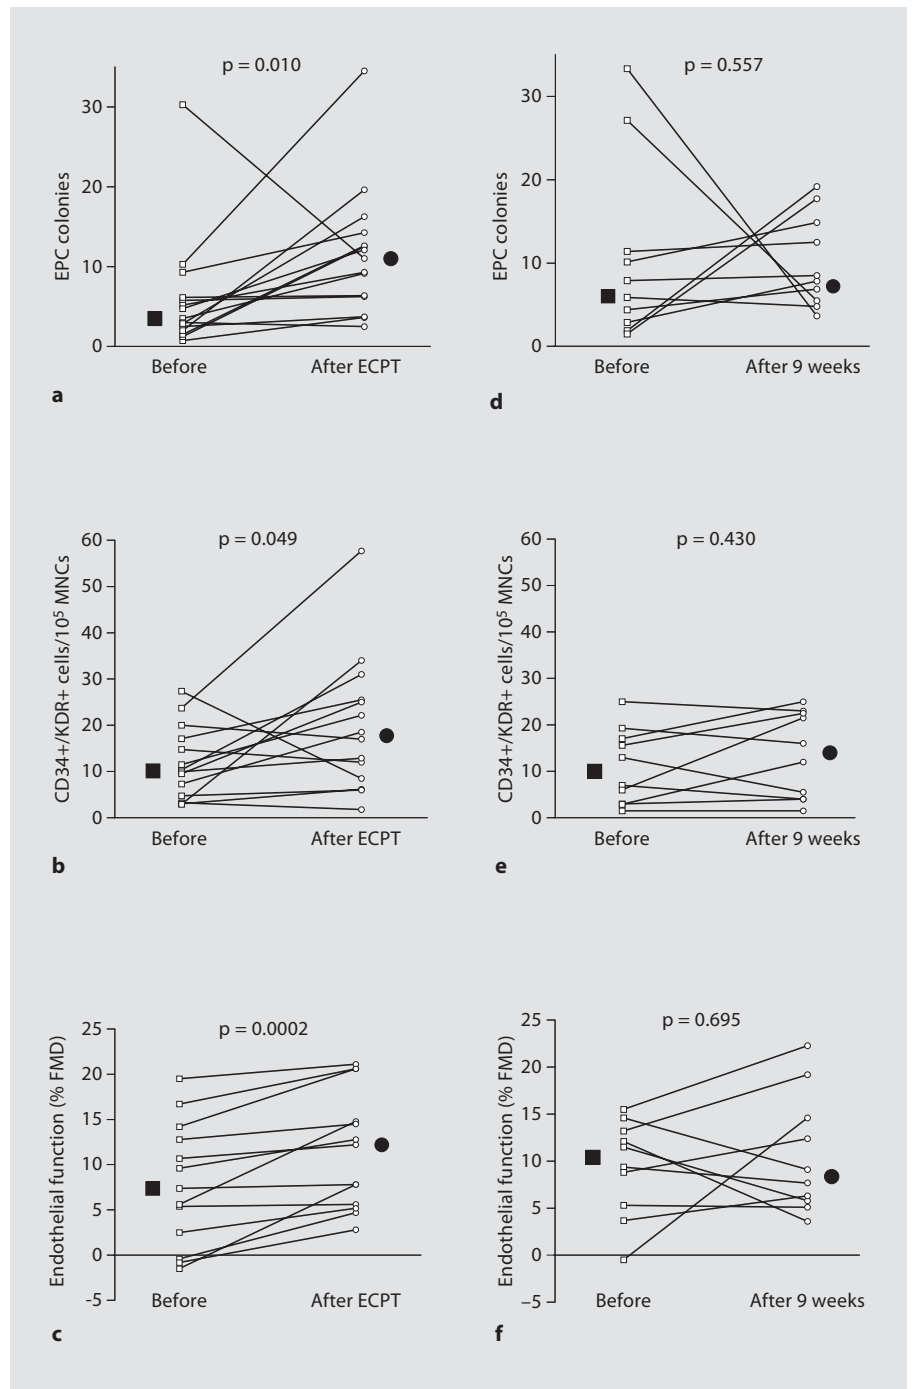 p = 0.010
30
20
10
0
EPC colonies
Before
After ECPT
a
p = 0.557
30
20
10
0
EPC colonies
Before
After 9 weeks
d
p = 0.049
60
50
40
30
20
10
0
CD34+/KDR+ cells/10⁵ MNCs
Before
After ECPT
b
p = 0.430
60
50
40
30
20
10
0
CD34+/KDR+ cells/10⁵ MNCs
Before
After 9 weeks
e
p = 0.0002
25
20
15
10
5
0
-5
Endothelial function (% FMD)
Before
After ECPT
c
p = 0.695
25
20
15
10
5
0
–5
Endothelial function (% FMD)
Before
After 9 weeks
f